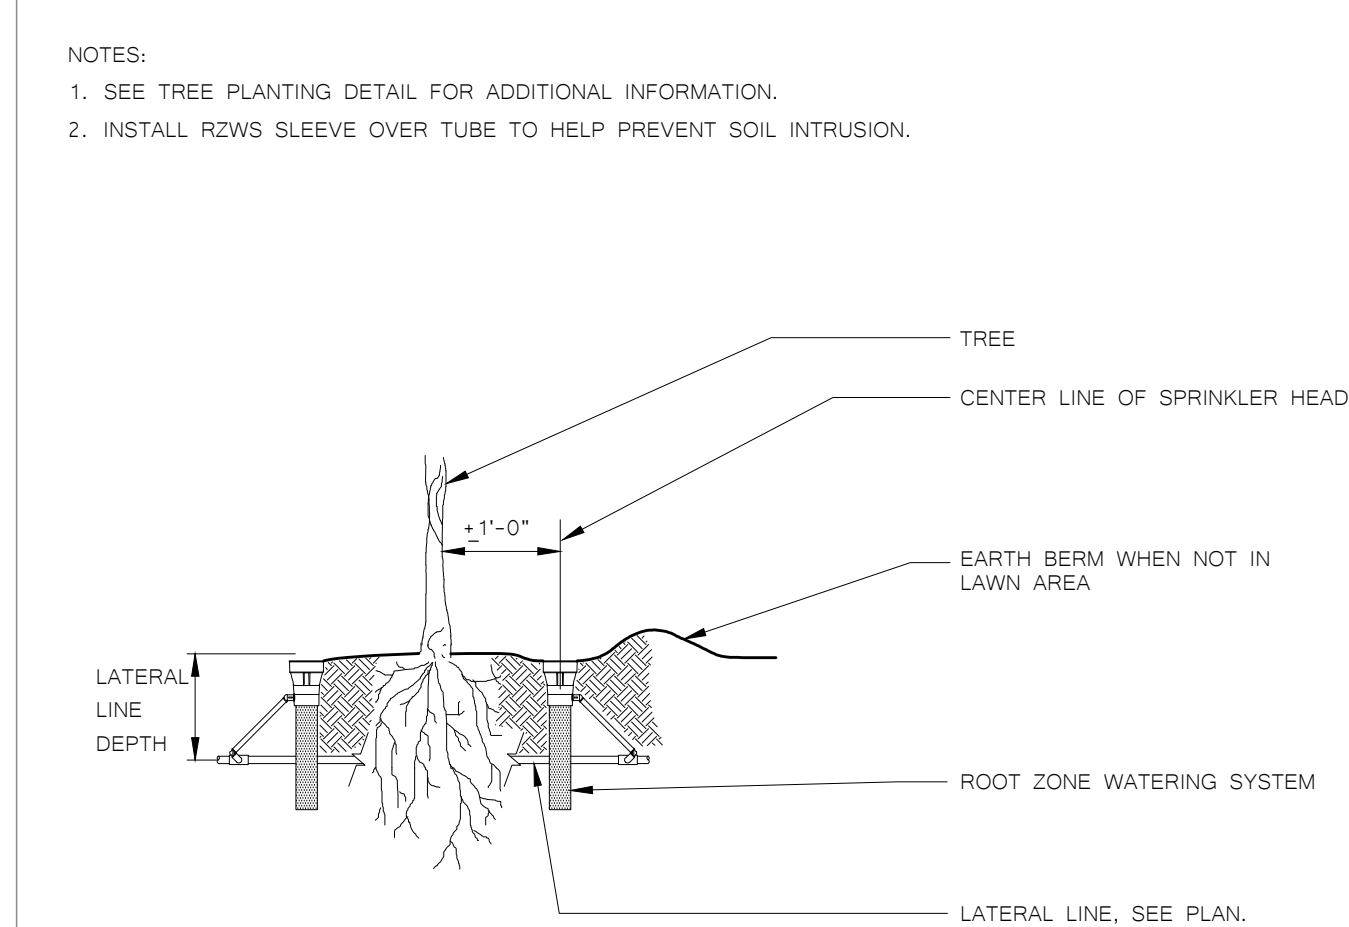 NOTES:
1. SEE TREE PLANTING DETAIL FOR ADDITIONAL INFORMATION.
2. INSTALL RZWS SLEEVE OVER TUBE TO HELP PREVENT SOIL INTRUSION.
TREE
CENTER LINE OF SPRINKLER HEAD
±1'-0"
EARTH BERM WHEN NOT IN
LAWN AREA
LATERAL
LINE
DEPTH
ROOT ZONE WATERING SYSTEM
LATERAL LINE, SEE PLAN.